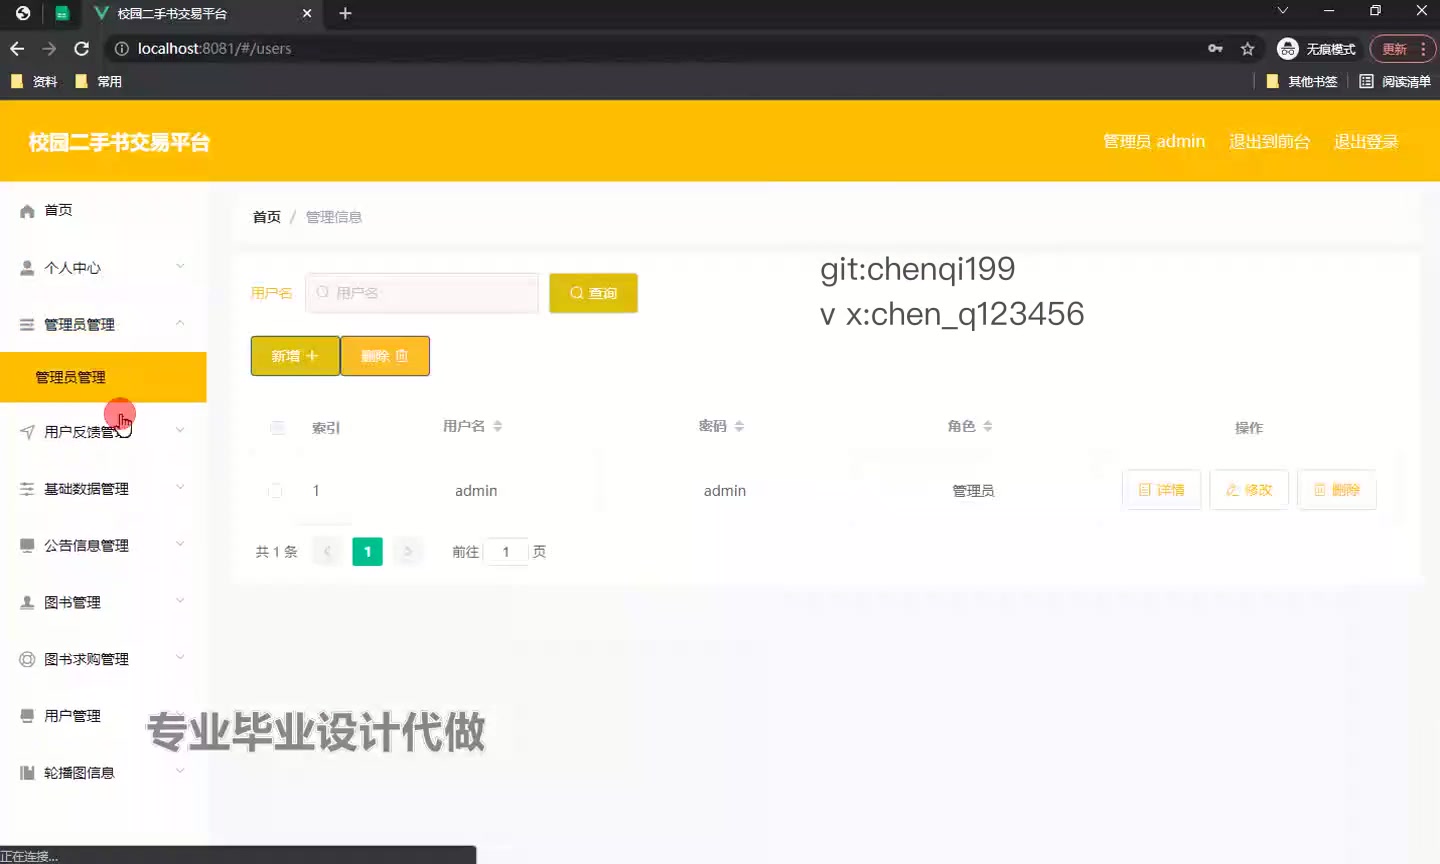 校园二手书交易平台
localhost:8081/#/users
无痕模式
更新
资料
常用
其他书签
阅读清单
校园二手书交易平台
管理员 admin
退出到前台
退出登录
首页
个人中心
管理员管理
管理员管理
用户反馈管
基础数据管理
公告信息管理
图书管理
图书求购管理
用户管理
轮播图信息
首页 / 管理信息
git:chenqi199
v x:chen_q123456
用户名
用户名
查询
新增
删除
索引 用户名 密码 角色 操作
1 admin admin 管理员 详情 修改 删除
共 1 条 1 前往 1 页
专业毕业设计代做
正在连接...